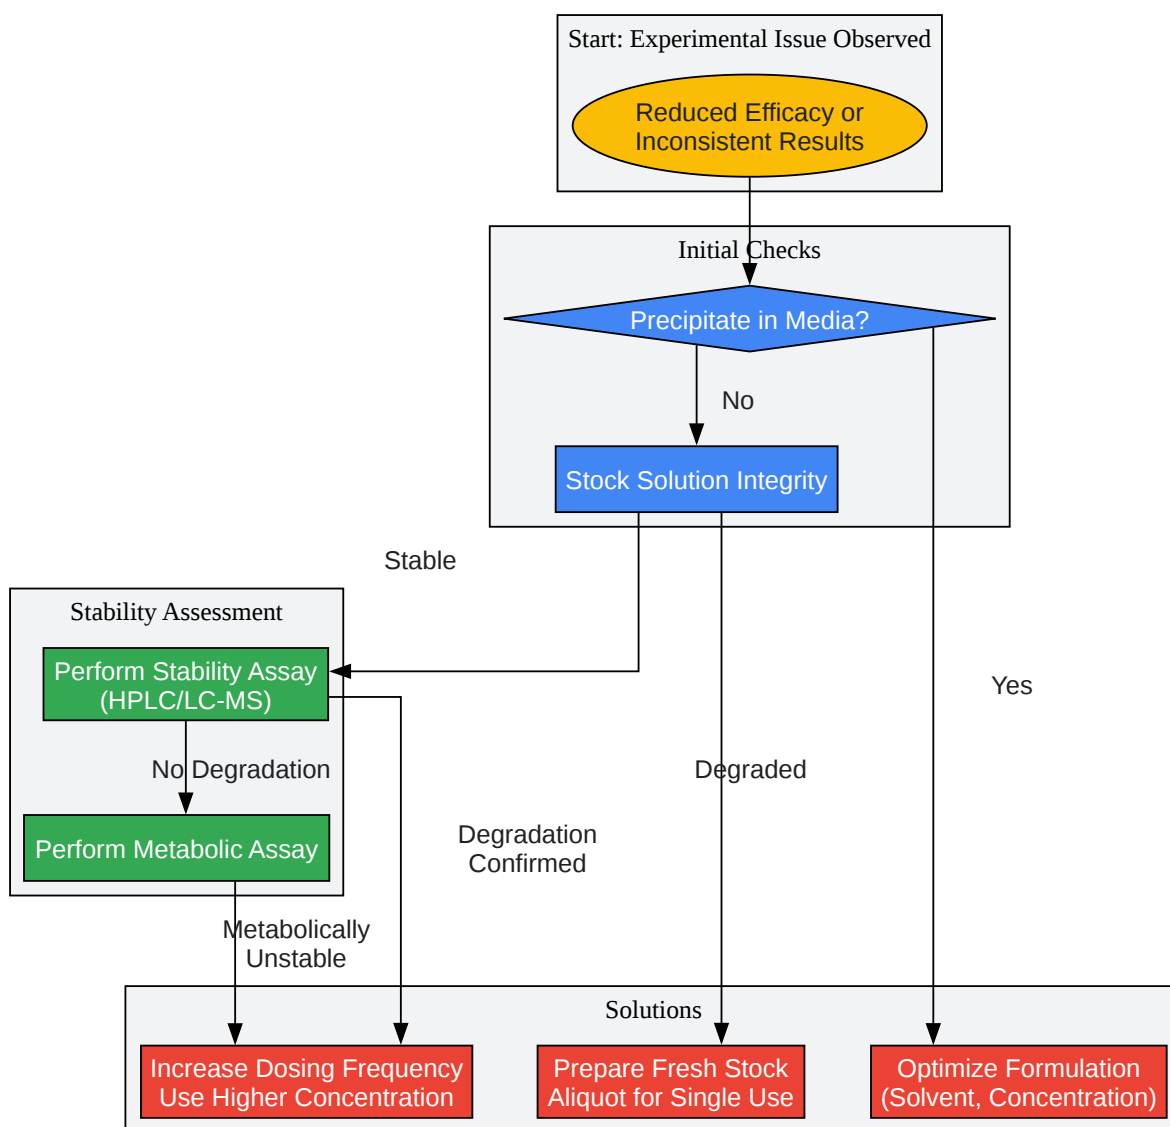 Start: Experimental Issue Observed
Reduced Efficacy or
Inconsistent Results
Initial Checks
Precipitate in Media?
No
Stock Solution Integrity
Stable
Stability Assessment
Perform Stability Assay
(HPLC/LC-MS)
Yes
No Degradation
Degraded
Degradation
Confirmed
Perform Metabolic Assay
Metabolically
Unstable
Solutions
Increase Dosing Frequency
Use Higher Concentration
Prepare Fresh Stock
Aliquot for Single Use
Optimize Formulation
(Solvent, Concentration)